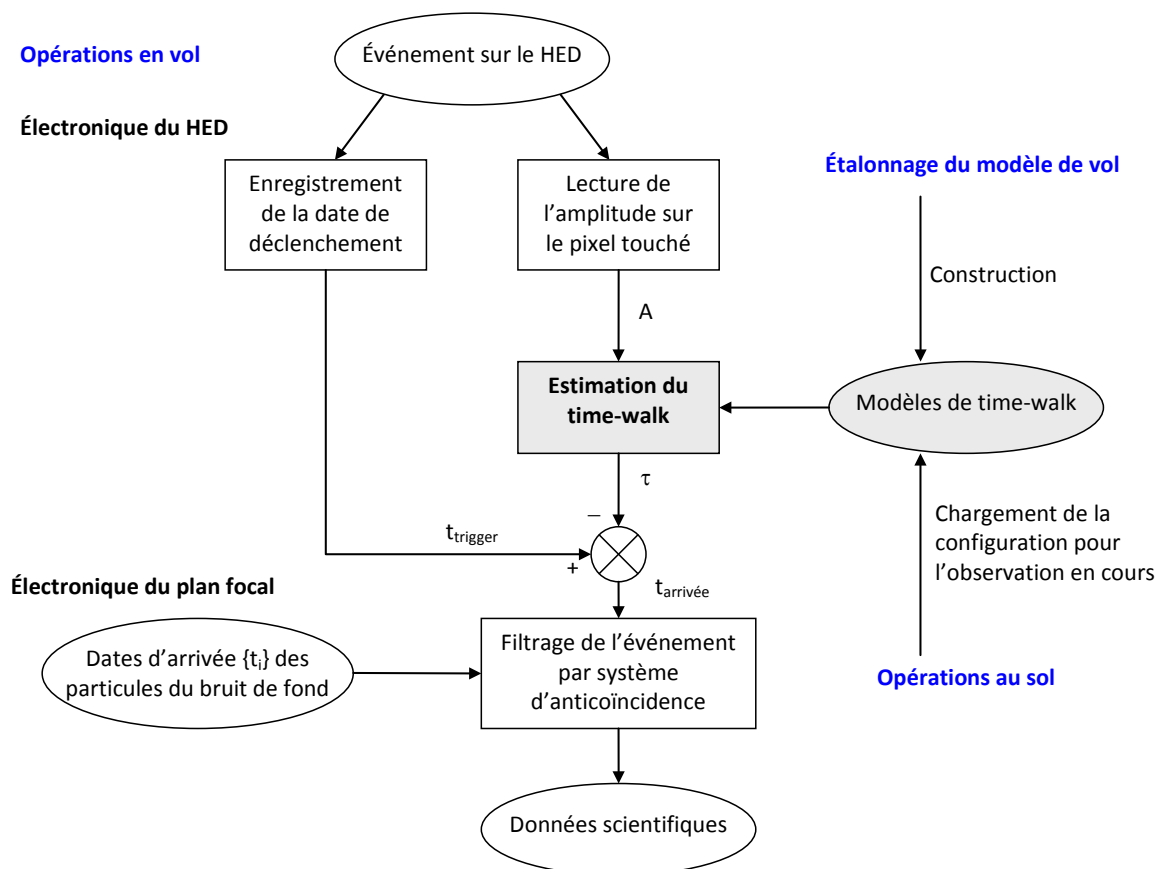 Opérations en vol
Événement sur le HED
Électronique du HED
Enregistrement
de la date de
déclenchement
Lecture de
l'amplitude sur
le pixel touché
Étalonnage du modèle de vol
Construction
A
Estimation du
time-walk
Modèles de time-walk
τ
−
t_trigger
+
Chargement de la
configuration pour
l'observation en cours
Électronique du plan focal
t_arrivée
Dates d'arrivée {t_i} des
particules du bruit de fond
Filtrage de l'événement
par système
d'anticoïncidence
Opérations au sol
Données scientifiques